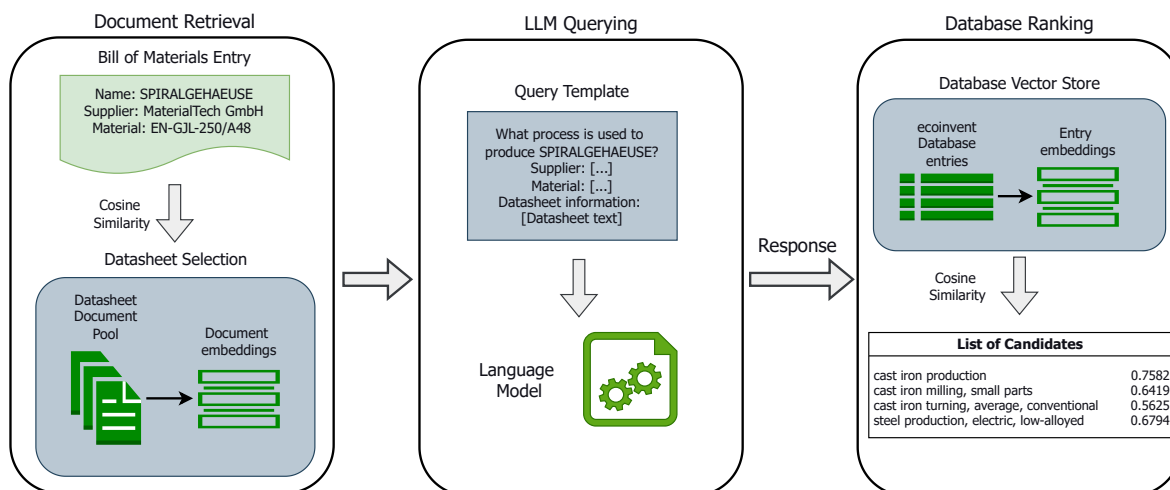 Document Retrieval
Bill of Materials Entry
Name: SPIRALGEHAEUSE
Supplier: MaterialTech GmbH
Material: EN-GJL-250/A48
Cosine
Similarity
Datasheet Selection
Datasheet
Document
Pool
Document
embeddings
LLM Querying
Query Template
What process is used to
produce SPIRALGEHAEUSE?
Supplier: [...]
Material: [...]
Datasheet information:
[Datasheet text]
Language
Model
Response
Database Ranking
Database Vector Store
ecoinvent
Database
entries
Entry
embeddings
Cosine
Similarity
List of Candidates
cast iron production 0.7582
cast iron milling, small parts 0.6419
cast iron turning, average, conventional 0.5625
steel production, electric, low-alloyed 0.6794